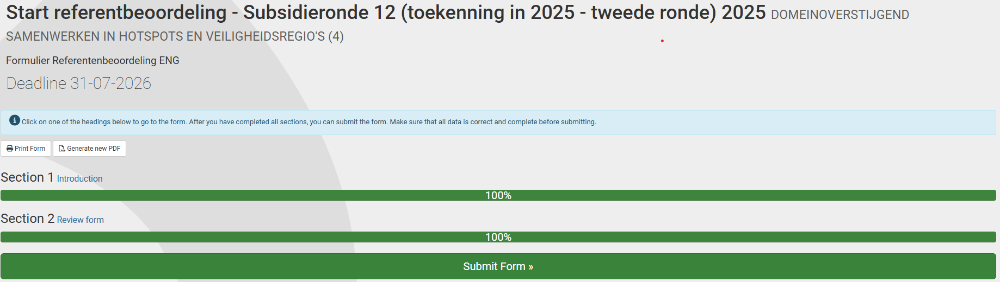 Start referentbeoordeling - Subsidieronde 12 (toekenning in 2025 - tweede ronde) 2025 DOMEINOVERSTIJGEND
SAMENWERKEN IN HOTSPOTS EN VEILIGHEIDSREGIO'S (4)
Formulier Referentenbeoordeling ENG
Deadline 31-07-2026
Click on one of the headings below to go to the form. After you have completed all sections, you can submit the form. Make sure that all data is correct and complete before submitting.
Print Form Generate new PDF
Section 1 Introduction
100%
Section 2 Review form
100%
Submit Form »